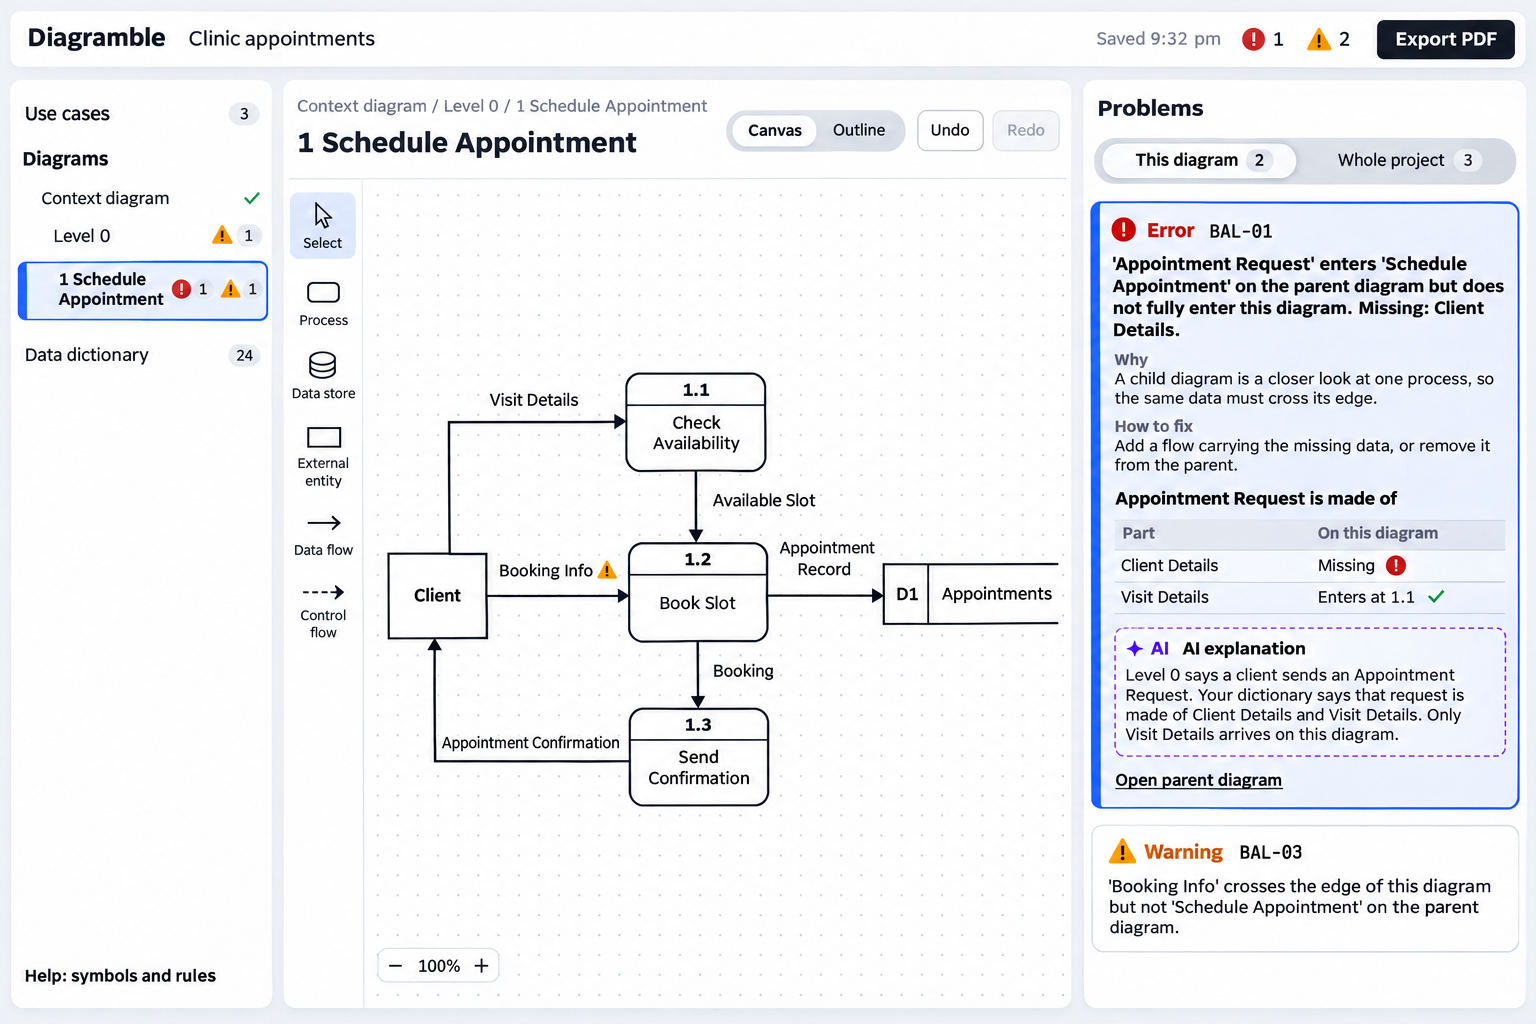 Diagramble
Clinic appointments
Saved 9:32 pm
1
2
Export PDF
Use cases 3
Diagrams
Context diagram
Level 0 1
1 Schedule
Appointment 1 1
Data dictionary 24
Help: symbols and rules
Context diagram / Level 0 / 1 Schedule Appointment
1 Schedule Appointment
Canvas
Outline
Undo
Redo
Select
Process
Data store
External
entity
Data flow
Control
flow
Visit Details
1.1
Check
Availability
Available Slot
Client
Booking Info
1.2
Book Slot
Appointment
Record
D1
Appointments
Booking
1.3
Send
Confirmation
Appointment Confirmation
100%
Problems
This diagram 2
Whole project 3
Error BAL-01
'Appointment Request' enters 'Schedule
Appointment' on the parent diagram but does
not fully enter this diagram. Missing: Client
Details.
Why
A child diagram is a closer look at one process, so
the same data must cross its edge.
How to fix
Add a flow carrying the missing data, or remove it
from the parent.
Appointment Request is made of
Part On this diagram
Client Details Missing
Visit Details Enters at 1.1
AI AI explanation
Level 0 says a client sends an Appointment
Request. Your dictionary says that request is
made of Client Details and Visit Details. Only
Visit Details arrives on this diagram.
Open parent diagram
Warning BAL-03
'Booking Info' crosses the edge of this diagram
but not 'Schedule Appointment' on the parent
diagram.